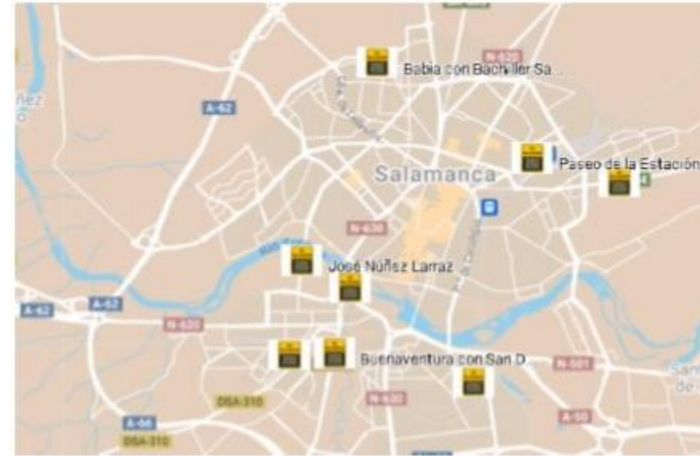 N-620
Babia con Bachiller Sa...
A-62
Paseo de la Estación
Salamanca
N-630
José Núñez Larraz
A-62
A-62
N-620
Buenaventura con San D
N-501
DSA-310
N-630
A-50
A-66
DSA-310